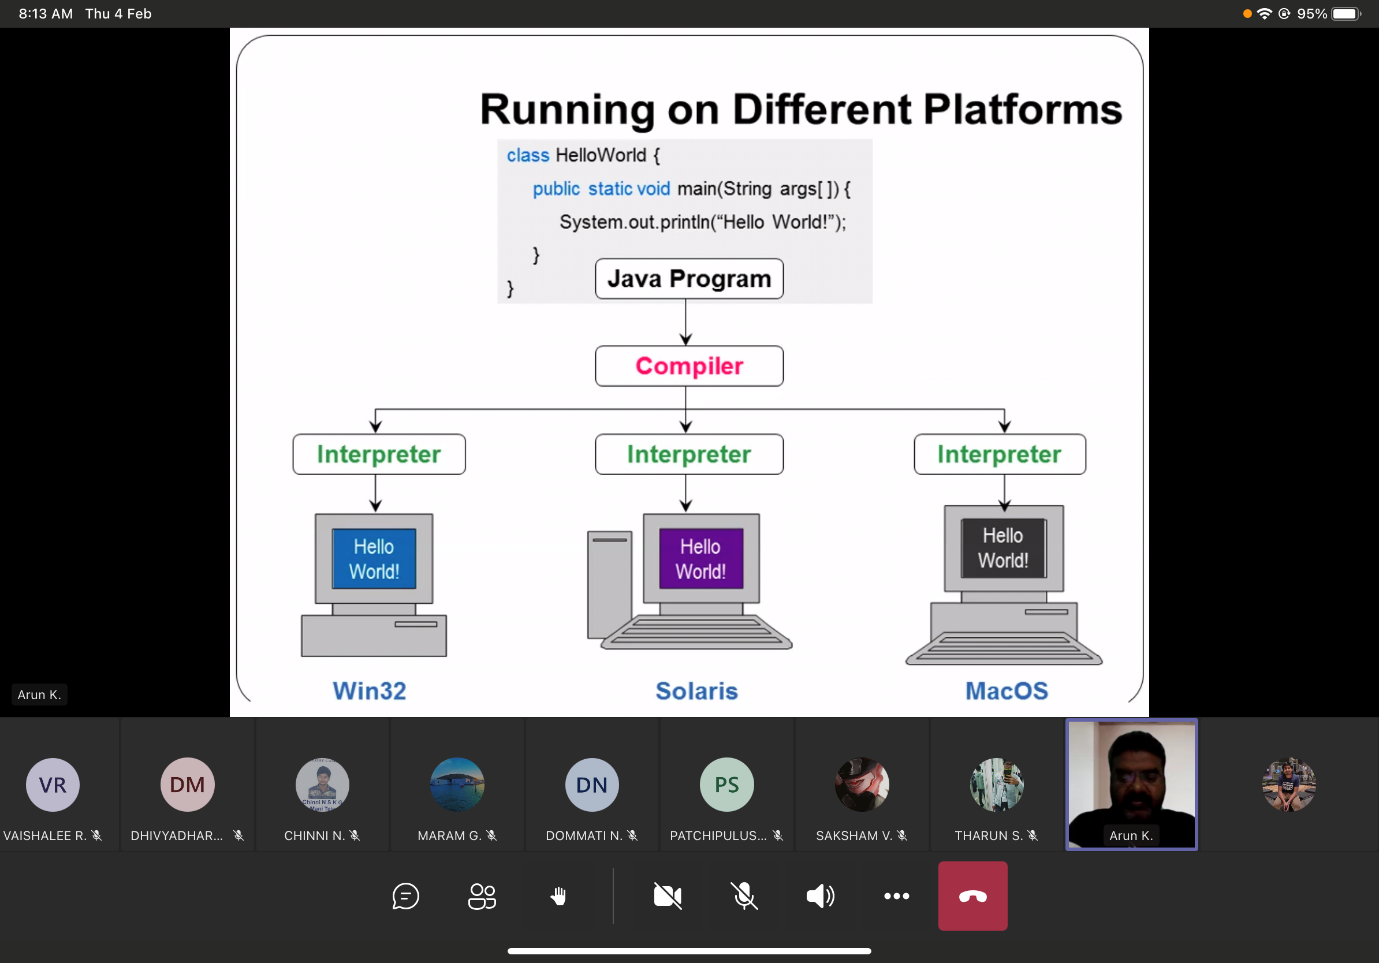 8:13 AM Thu 4 Feb
95%
Running on Different Platforms
class HelloWorld {
public static void main(String args[ ]) {
System.out.println(“Hello World!”);
}
}
Java Program
Compiler
Interpreter
Interpreter
Interpreter
Hello
World!
Hello
World!
Hello
World!
Win32
Solaris
MacOS
Arun K.
VR
DM
DN
PS
VAISHALEE R.
DHIVYADHAR...
CHINNI N.
MARAM G.
DOMMATI N.
PATCHIPULUS...
SAKSHAM V.
THARUN S.
Arun K.